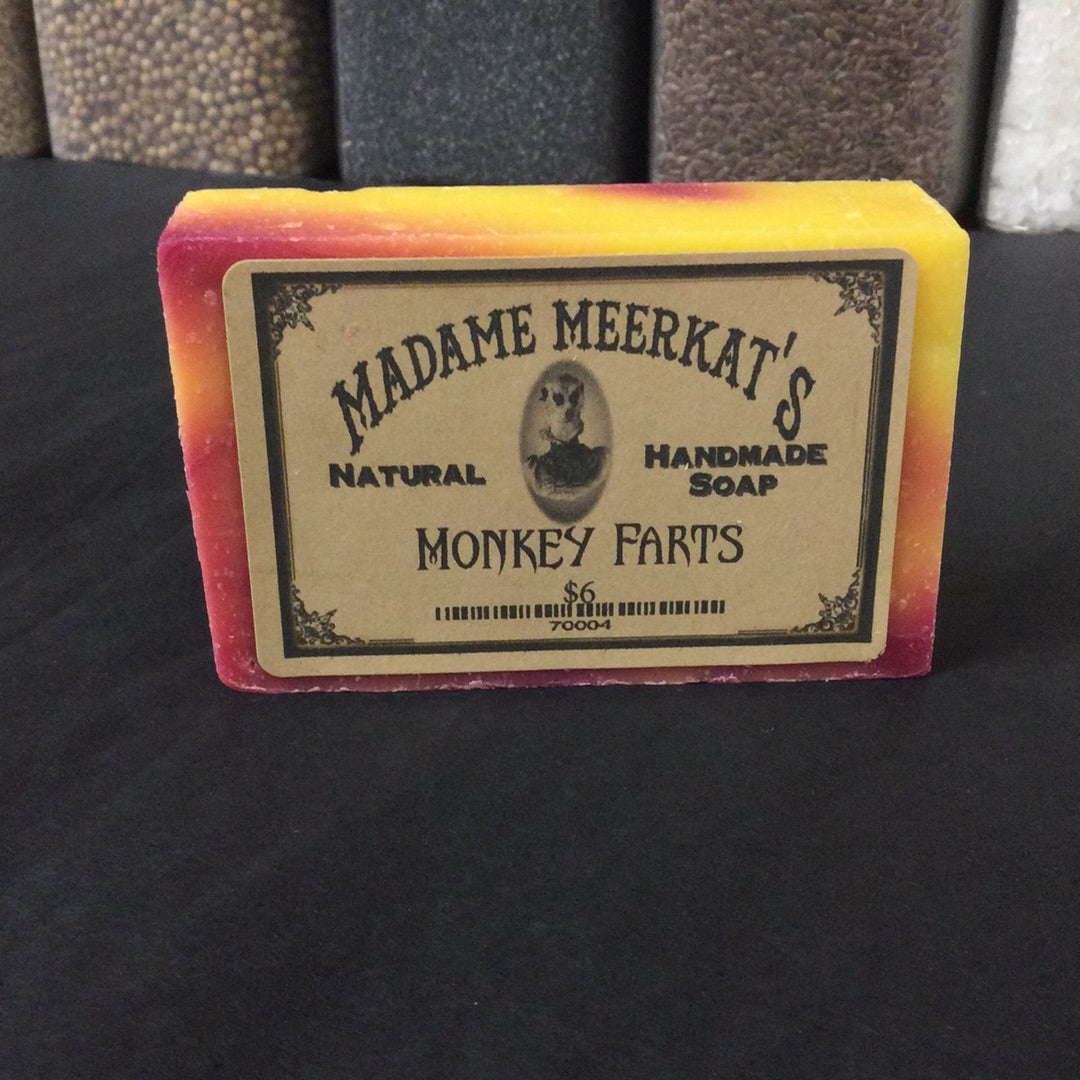 MADAME MEERKAT'S
NATURAL
HANDMADE
SOAP
MONKEY FARTS
$6
70004